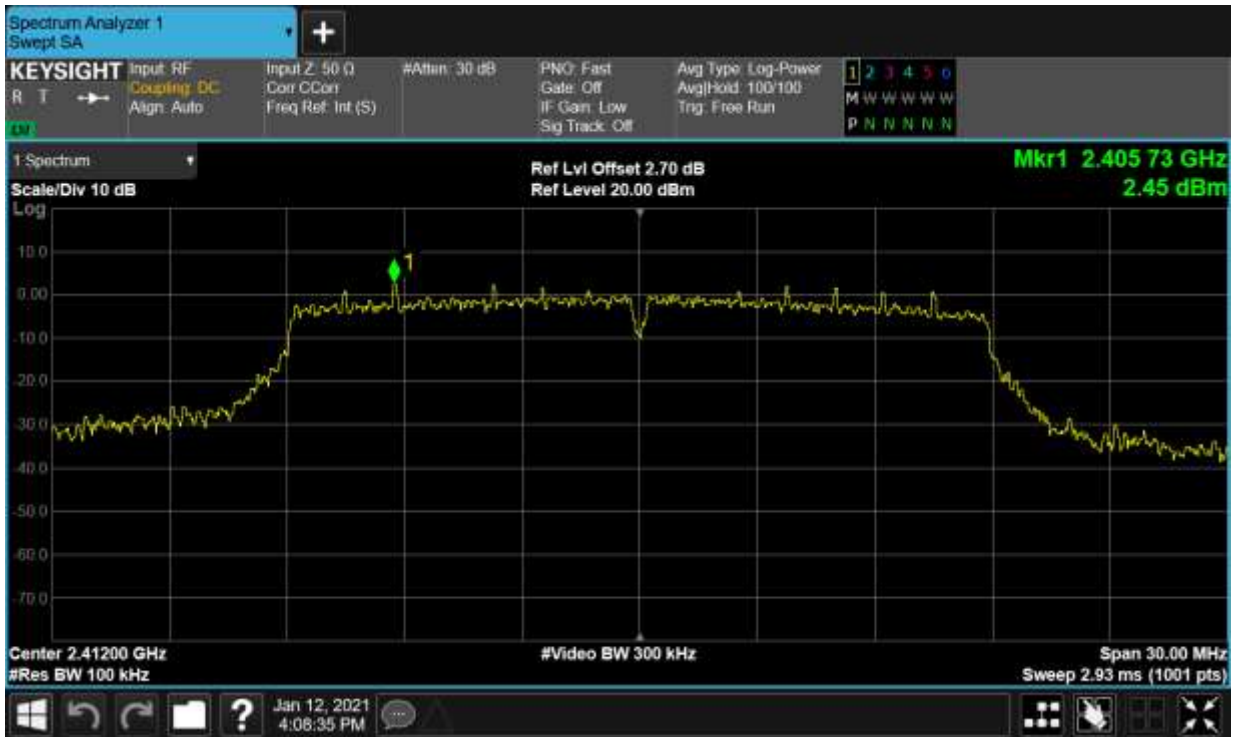 Spectrum Analyzer 1
Swept SA
+
KEYSIGHT
R T
Input: RF
Coupling: DC
Align: Auto
Input Z: 50 Ω
Corr CCorr
Freq Ref: Int (S)
#Atten: 30 dB
PNO: Fast
Gate: Off
IF Gain: Low
Sig Track: Off
Avg Type: Log-Power
Avg|Hold: 100/100
Trig: Free Run
1 2 3 4 5 6
M W W W W W
P N N N N N
1 Spectrum
Scale/Div 10 dB
Log
Ref Lvl Offset 2.70 dB
Ref Level 20.00 dBm
Mkr1 2.405 73 GHz
2.45 dBm
10.0
0.00
-10.0
-20.0
-30.0
-40.0
-50.0
-60.0
-70.0
1
Center 2.41200 GHz
#Res BW 100 kHz
#Video BW 300 kHz
Span 30.00 MHz
Sweep 2.93 ms (1001 pts)
?
Jan 12, 2021
4:08:35 PM